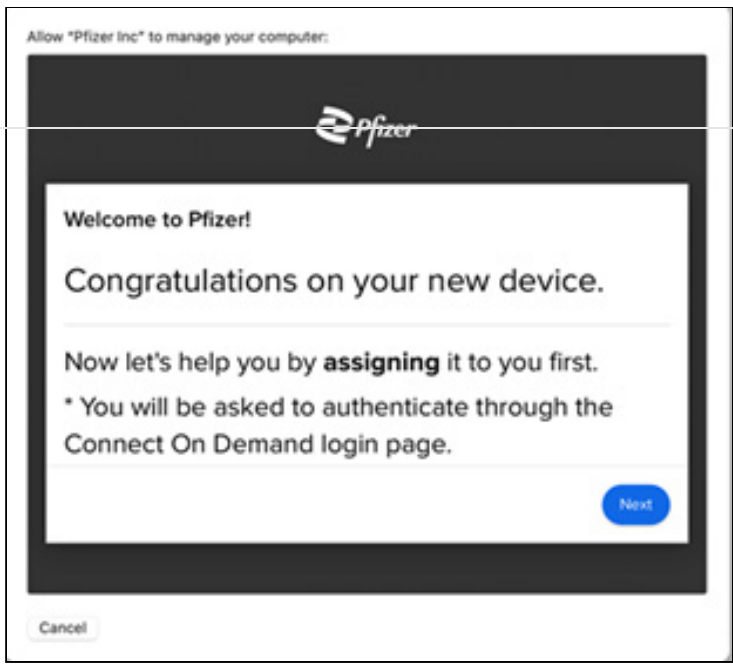 Allow "Pfizer Inc" to manage your computer:
Pfizer
Welcome to Pfizer!
Congratulations on your new device.
Now let's help you by assigning it to you first.
* You will be asked to authenticate through the
Connect On Demand login page.
Next
Cancel